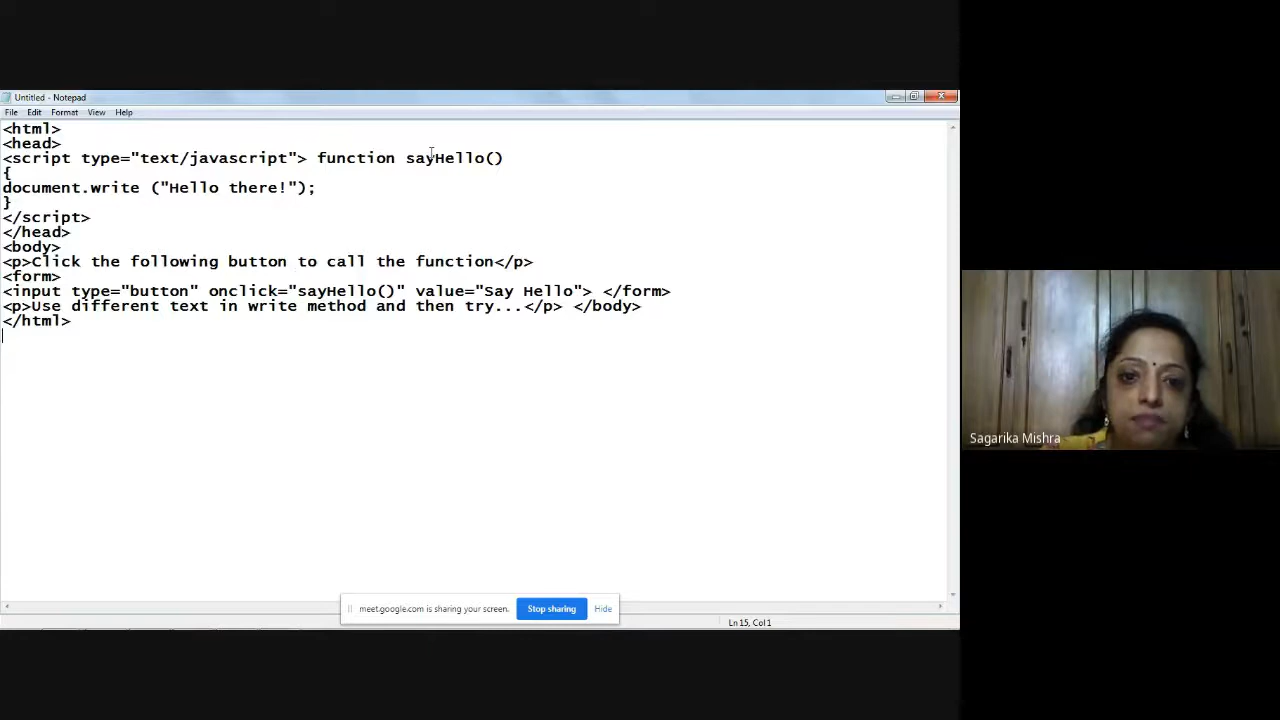 Untitled - Notepad
File Edit Format View Help
<html>
<head>
<script type="text/javascript"> function sayHello()
{
document.write ("Hello there!");
}
</script>
</head>
<body>
<p>Click the following button to call the function</p>
<form>
<input type="button" onclick="sayHello()" value="Say Hello"> </form>
<p>Use different text in write method and then try...</p> </body>
</html>
Sagarika Mishra
meet.google.com is sharing your screen. Stop sharing Hide
Ln 15, Col 1